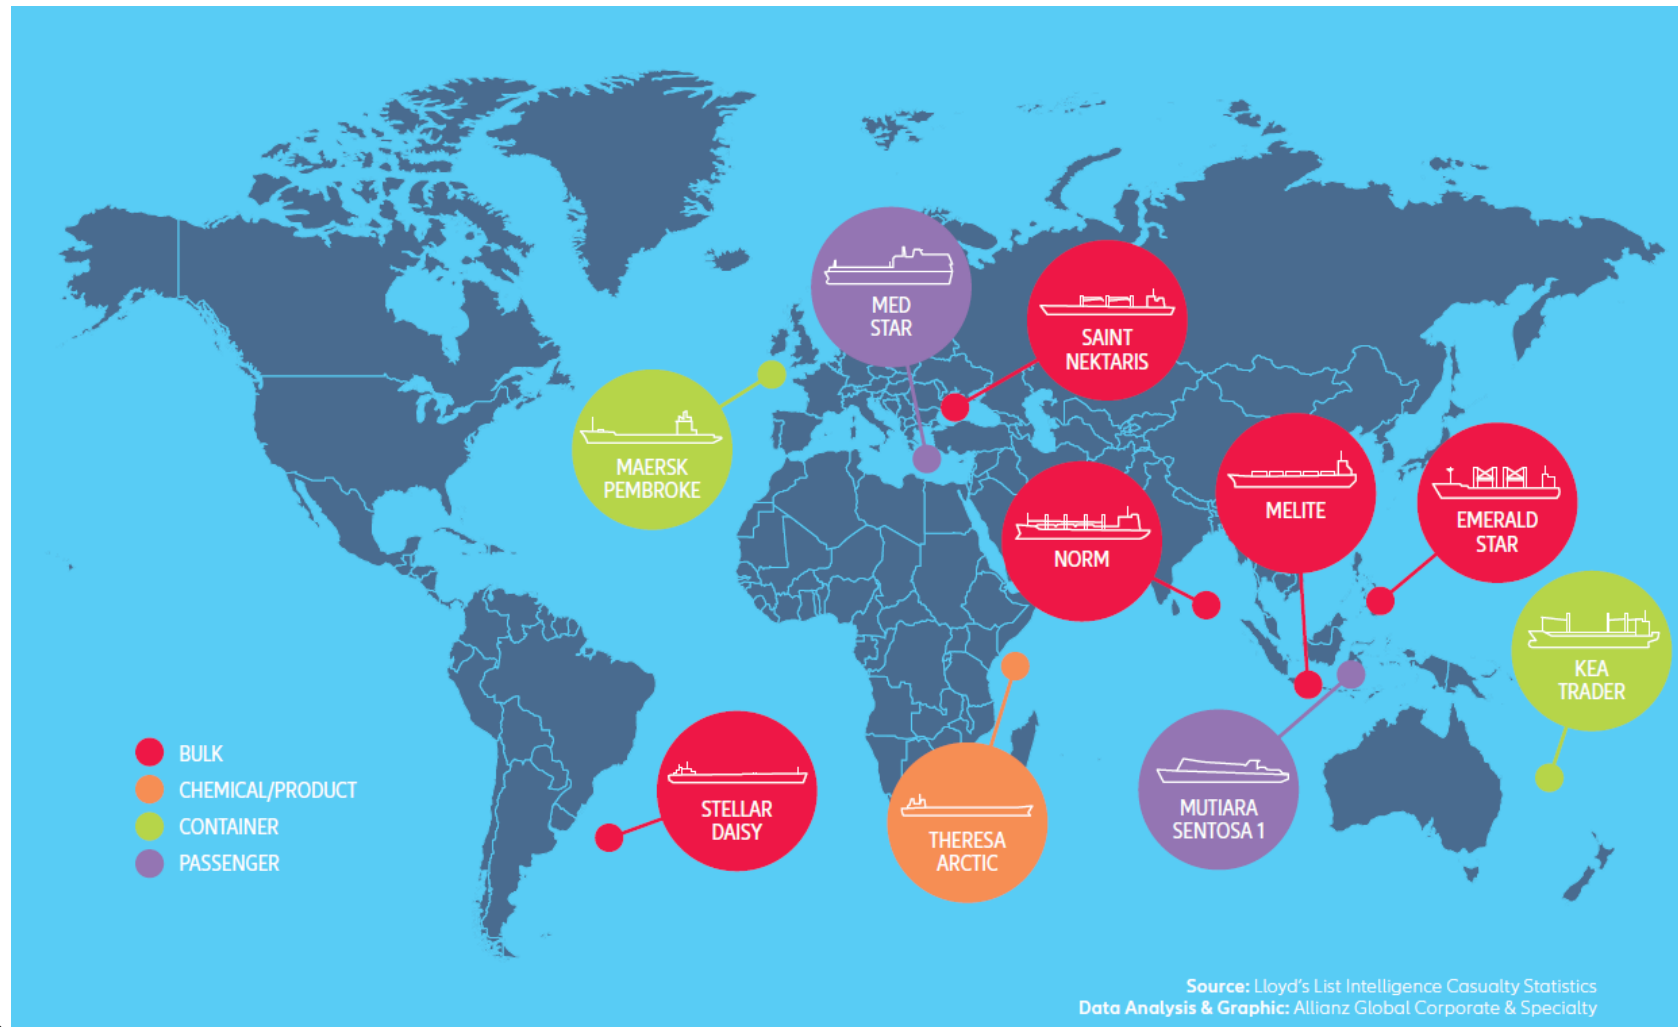 MED
STAR
SAINT
NEKTARIS
MAERSK
PEMBROKE
MELITE
EMERALD
STAR
NORM
KEA
TRADER
BULK
CHEMICAL/PRODUCT
CONTAINER
PASSENGER
STELLAR
DAISY
THERESA
ARCTIC
MUTIARA
SENTOSA 1
Source: Lloyd's List Intelligence Casualty Statistics
Data Analysis & Graphic: Allianz Global Corporate & Specialty